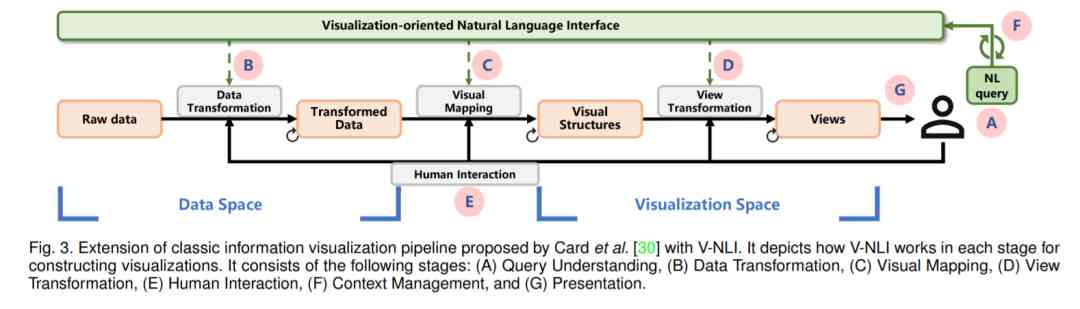 Visualization-oriented Natural Language Interface
F
B
C
D
NL
query
G
A
Data
Transformation
Visual
Mapping
View
Transformation
Raw data
Transformed
Data
Visual
Structures
Views
Human Interaction
E
Data Space
Visualization Space
Fig. 3. Extension of classic information visualization pipeline proposed by Card et al. [30] with V-NLI. It depicts how V-NLI works in each stage for
constructing visualizations. It consists of the following stages: (A) Query Understanding, (B) Data Transformation, (C) Visual Mapping, (D) View
Transformation, (E) Human Interaction, (F) Context Management, and (G) Presentation.